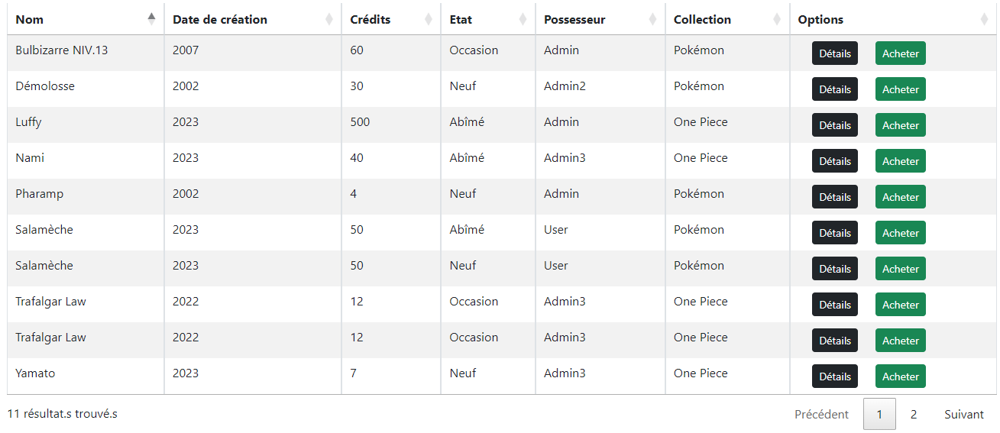 Nom Date de création Crédits Etat Possesseur Collection Options
Bulbizarre NIV.13 2007 60 Occasion Admin Pokémon Détails Acheter
Démolosse 2002 30 Neuf Admin2 Pokémon Détails Acheter
Luffy 2023 500 Abîmé Admin One Piece Détails Acheter
Nami 2023 40 Abîmé Admin3 One Piece Détails Acheter
Pharamp 2002 4 Neuf Admin Pokémon Détails Acheter
Salamèche 2023 50 Abîmé User Pokémon Détails Acheter
Salamèche 2023 50 Neuf User Pokémon Détails Acheter
Trafalgar Law 2022 12 Occasion Admin3 One Piece Détails Acheter
Trafalgar Law 2022 12 Occasion Admin3 One Piece Détails Acheter
Yamato 2023 7 Neuf Admin3 One Piece Détails Acheter
11 résultat.s trouvé.s Précédent 1 2 Suivant